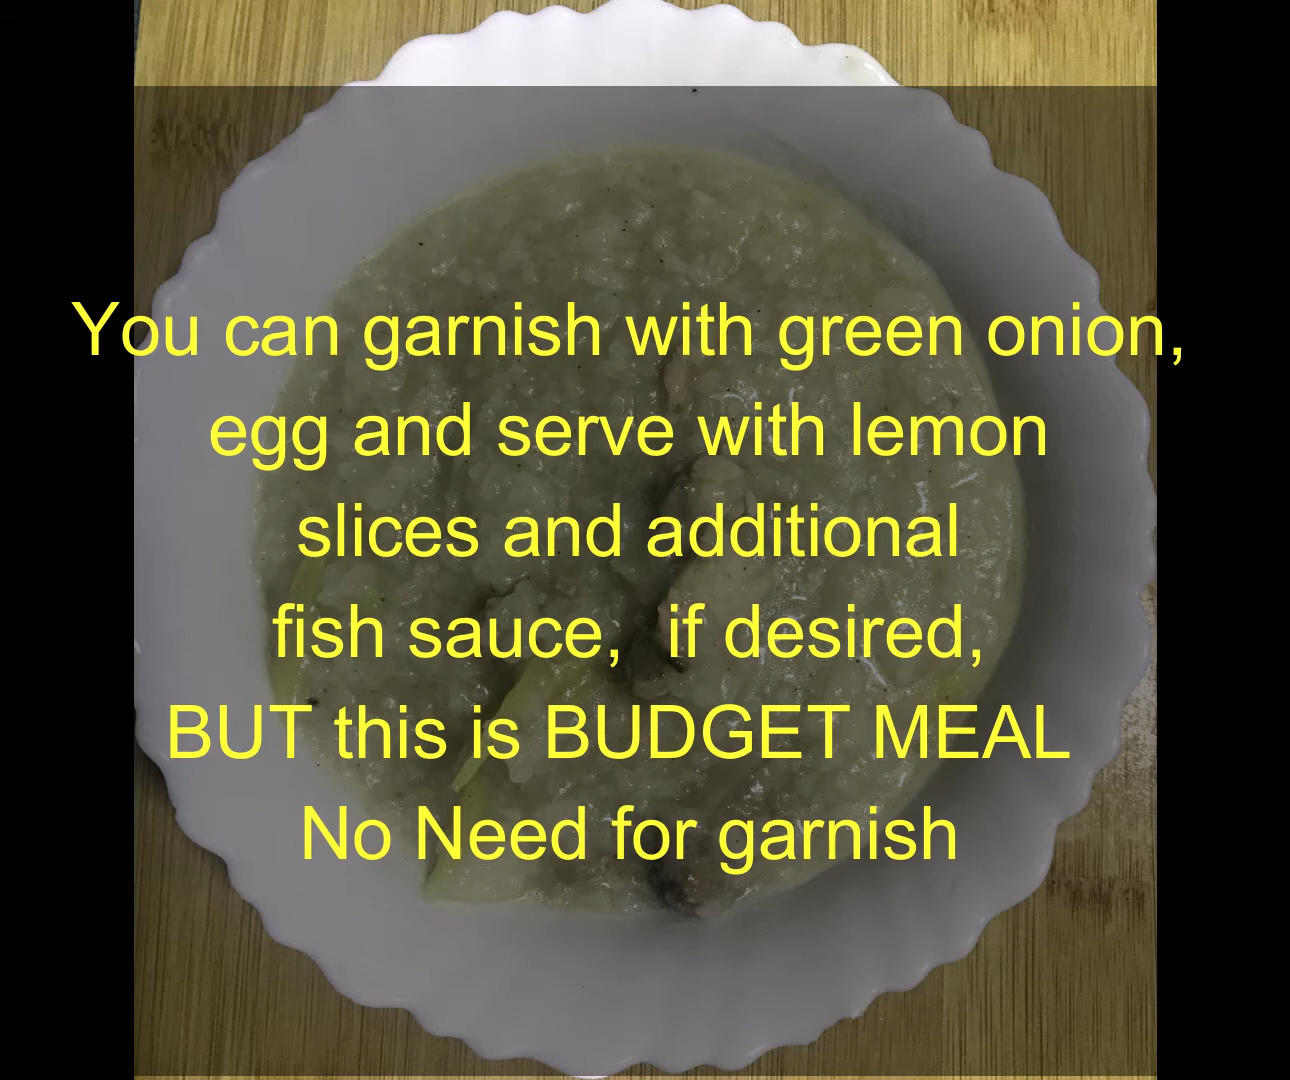 You can garnish with green onion,
egg and serve with lemon
slices and additional
fish sauce,  if desired,
BUT this is BUDGET MEAL
No Need for garnish